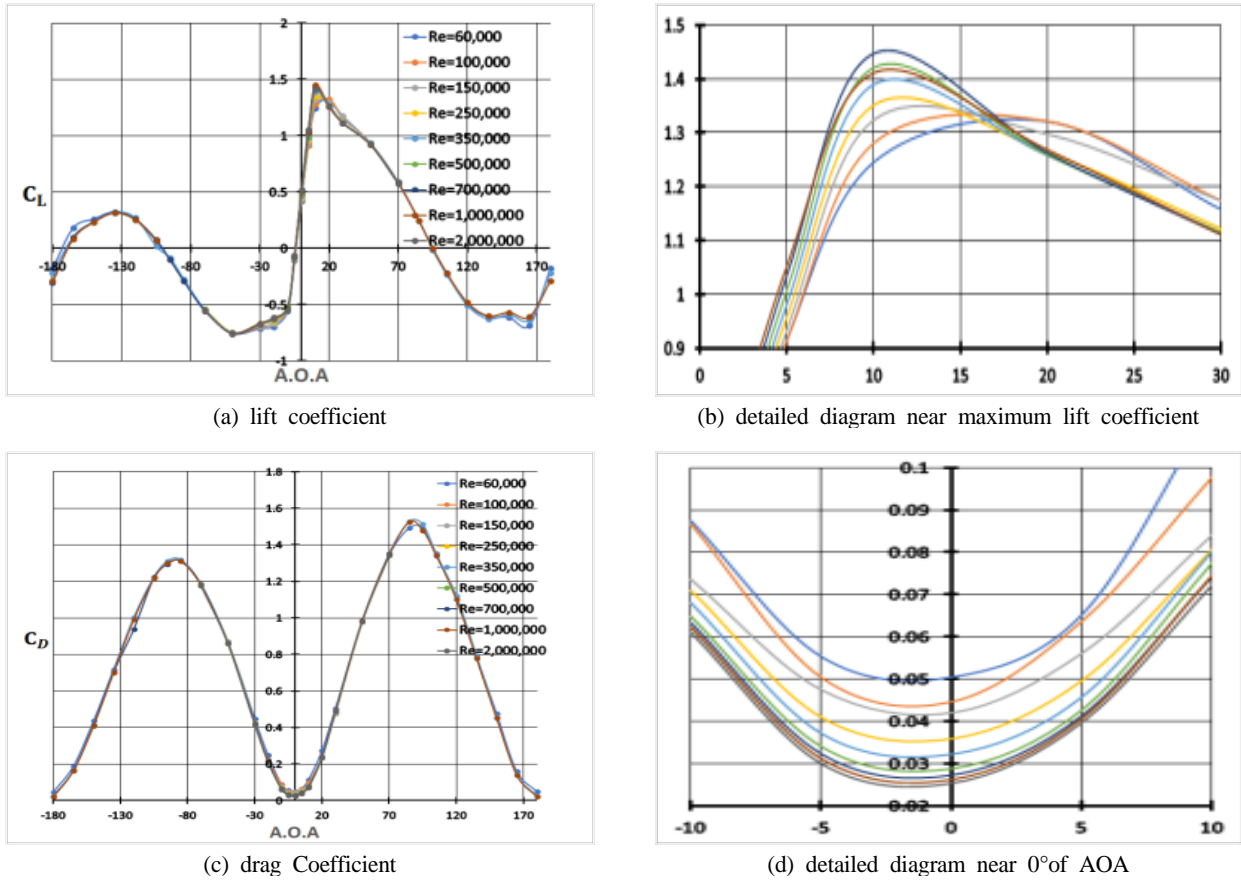 2
1.5
1
0.5
0
-0.5
-1
-180
-130
-80
-30
20
70
120
170
C_L
A.O.A
Re=60,000
Re=100,000
Re=150,000
Re=250,000
Re=350,000
Re=500,000
Re=700,000
Re=1,000,000
Re=2,000,000
(a) lift coefficient
1.5
1.4
1.3
1.2
1.1
1
0.9
0
5
10
15
20
25
30
(b) detailed diagram near maximum lift coefficient
1.8
1.6
1.4
1.2
1
0.8
0.6
0.4
0.2
0
-180
-130
-80
-30
20
70
120
170
C_D
A.O.A
Re=60,000
Re=100,000
Re=150,000
Re=250,000
Re=350,000
Re=500,000
Re=700,000
Re=1,000,000
Re=2,000,000
(c) drag Coefficient
0.1
0.09
0.08
0.07
0.06
0.05
0.04
0.03
0.02
-10
-5
0
5
10
(d) detailed diagram near 0°of AOA